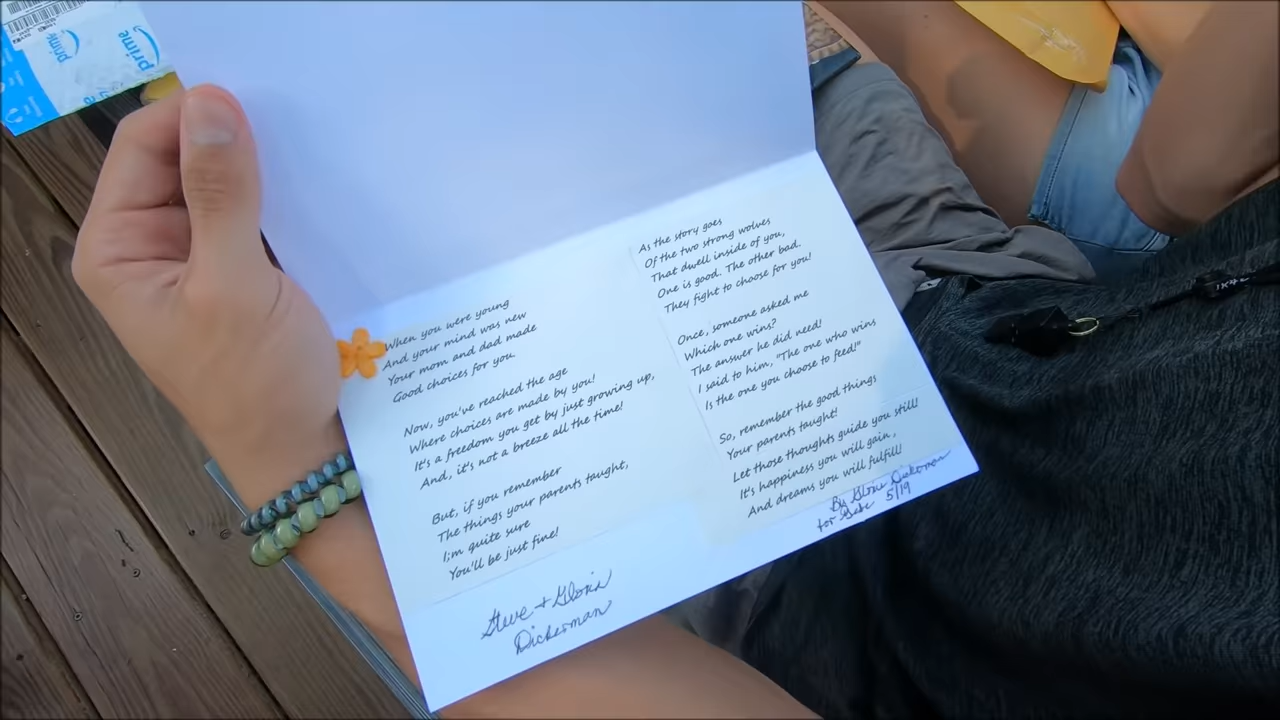 prime
prime
When you were young
And your mind was new
Your mom and dad made
Good choices for you.
Now, you've reached the age
Where choices are made by you!
It's a freedom you get by just growing up,
And, it's not a breeze all the time!
But, if you remember
The things your parents taught,
I;m quite sure
You'll be just fine!
Steve + Gloria
Dickerman
As the story goes
Of the two strong wolves
That dwell inside of you,
One is good. The other bad.
They fight to choose for you!
Once, someone asked me
Which one wins?
The answer he did need!
I said to him, "The one who wins
Is the one you choose to feed!"
So, remember the good things
Your parents taught!
Let those thoughts guide you still!
It's happiness you will gain,
And dreams you will fulfill!
By Gloria Dickerman
for Gabe 5/19